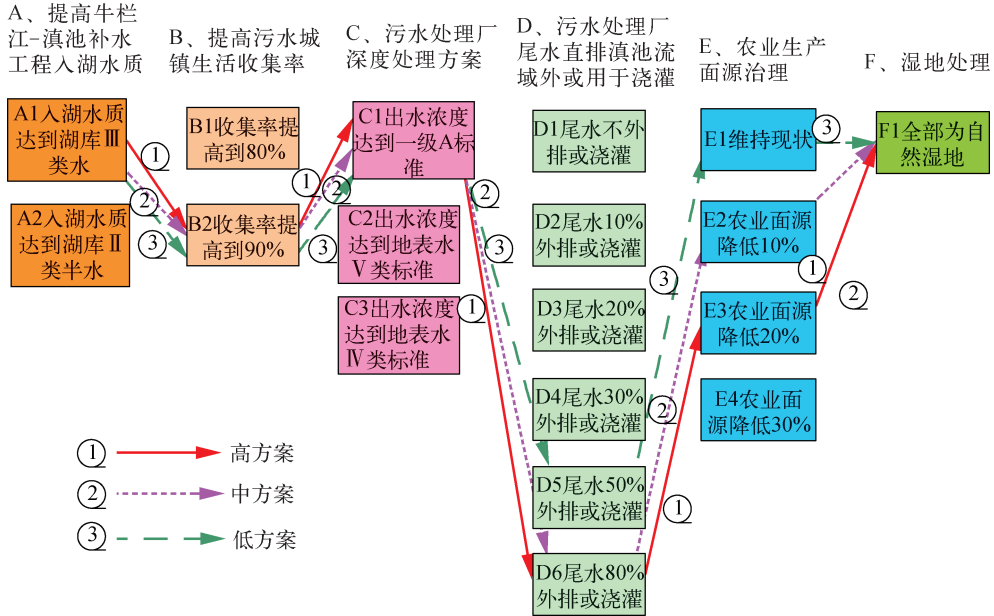 A、提高牛栏
江-滇池补水
工程入湖水质
B、提高污水城
镇生活收集率
C、污水处理厂
深度处理方案
D、污水处理厂
尾水直排滇池流
域外或用于浇灌
E、农业生产
面源治理
F、湿地处理
A1入湖水质
达到湖库Ⅲ
类水
A2入湖水质
达到湖库Ⅱ
类半水
B1收集率提
高到80%
B2收集率提
高到90%
C1出水浓度
达到一级A标
准
C2出水浓度
达到地表水
Ⅴ类标准
C3出水浓度
达到地表水
Ⅳ类标准
D1尾水不外
排或浇灌
D2尾水10%
外排或浇灌
D3尾水20%
外排或浇灌
D4尾水30%
外排或浇灌
D5尾水50%
外排或浇灌
D6尾水80%
外排或浇灌
E1维持现状
E2农业面源
降低10%
E3农业面源
降低20%
E4农业面
源降低30%
F1全部为自
然湿地
①
②
③
①
②
③
②
③
①
③
②
①
③
①
②
① 高方案
② 中方案
③ 低方案